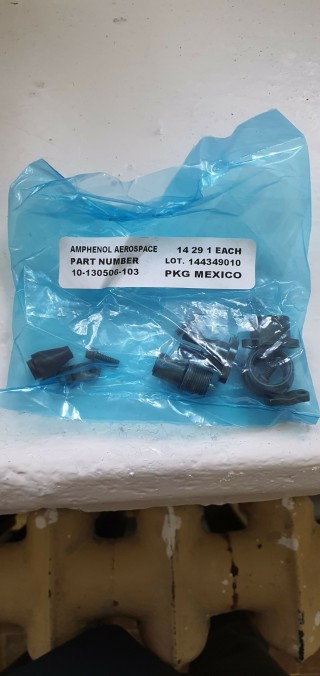 AMPHENOL AEROSPACE 14 29 1 EACH
PART NUMBER LOT. 144349010
10-130506-103 PKG MEXICO